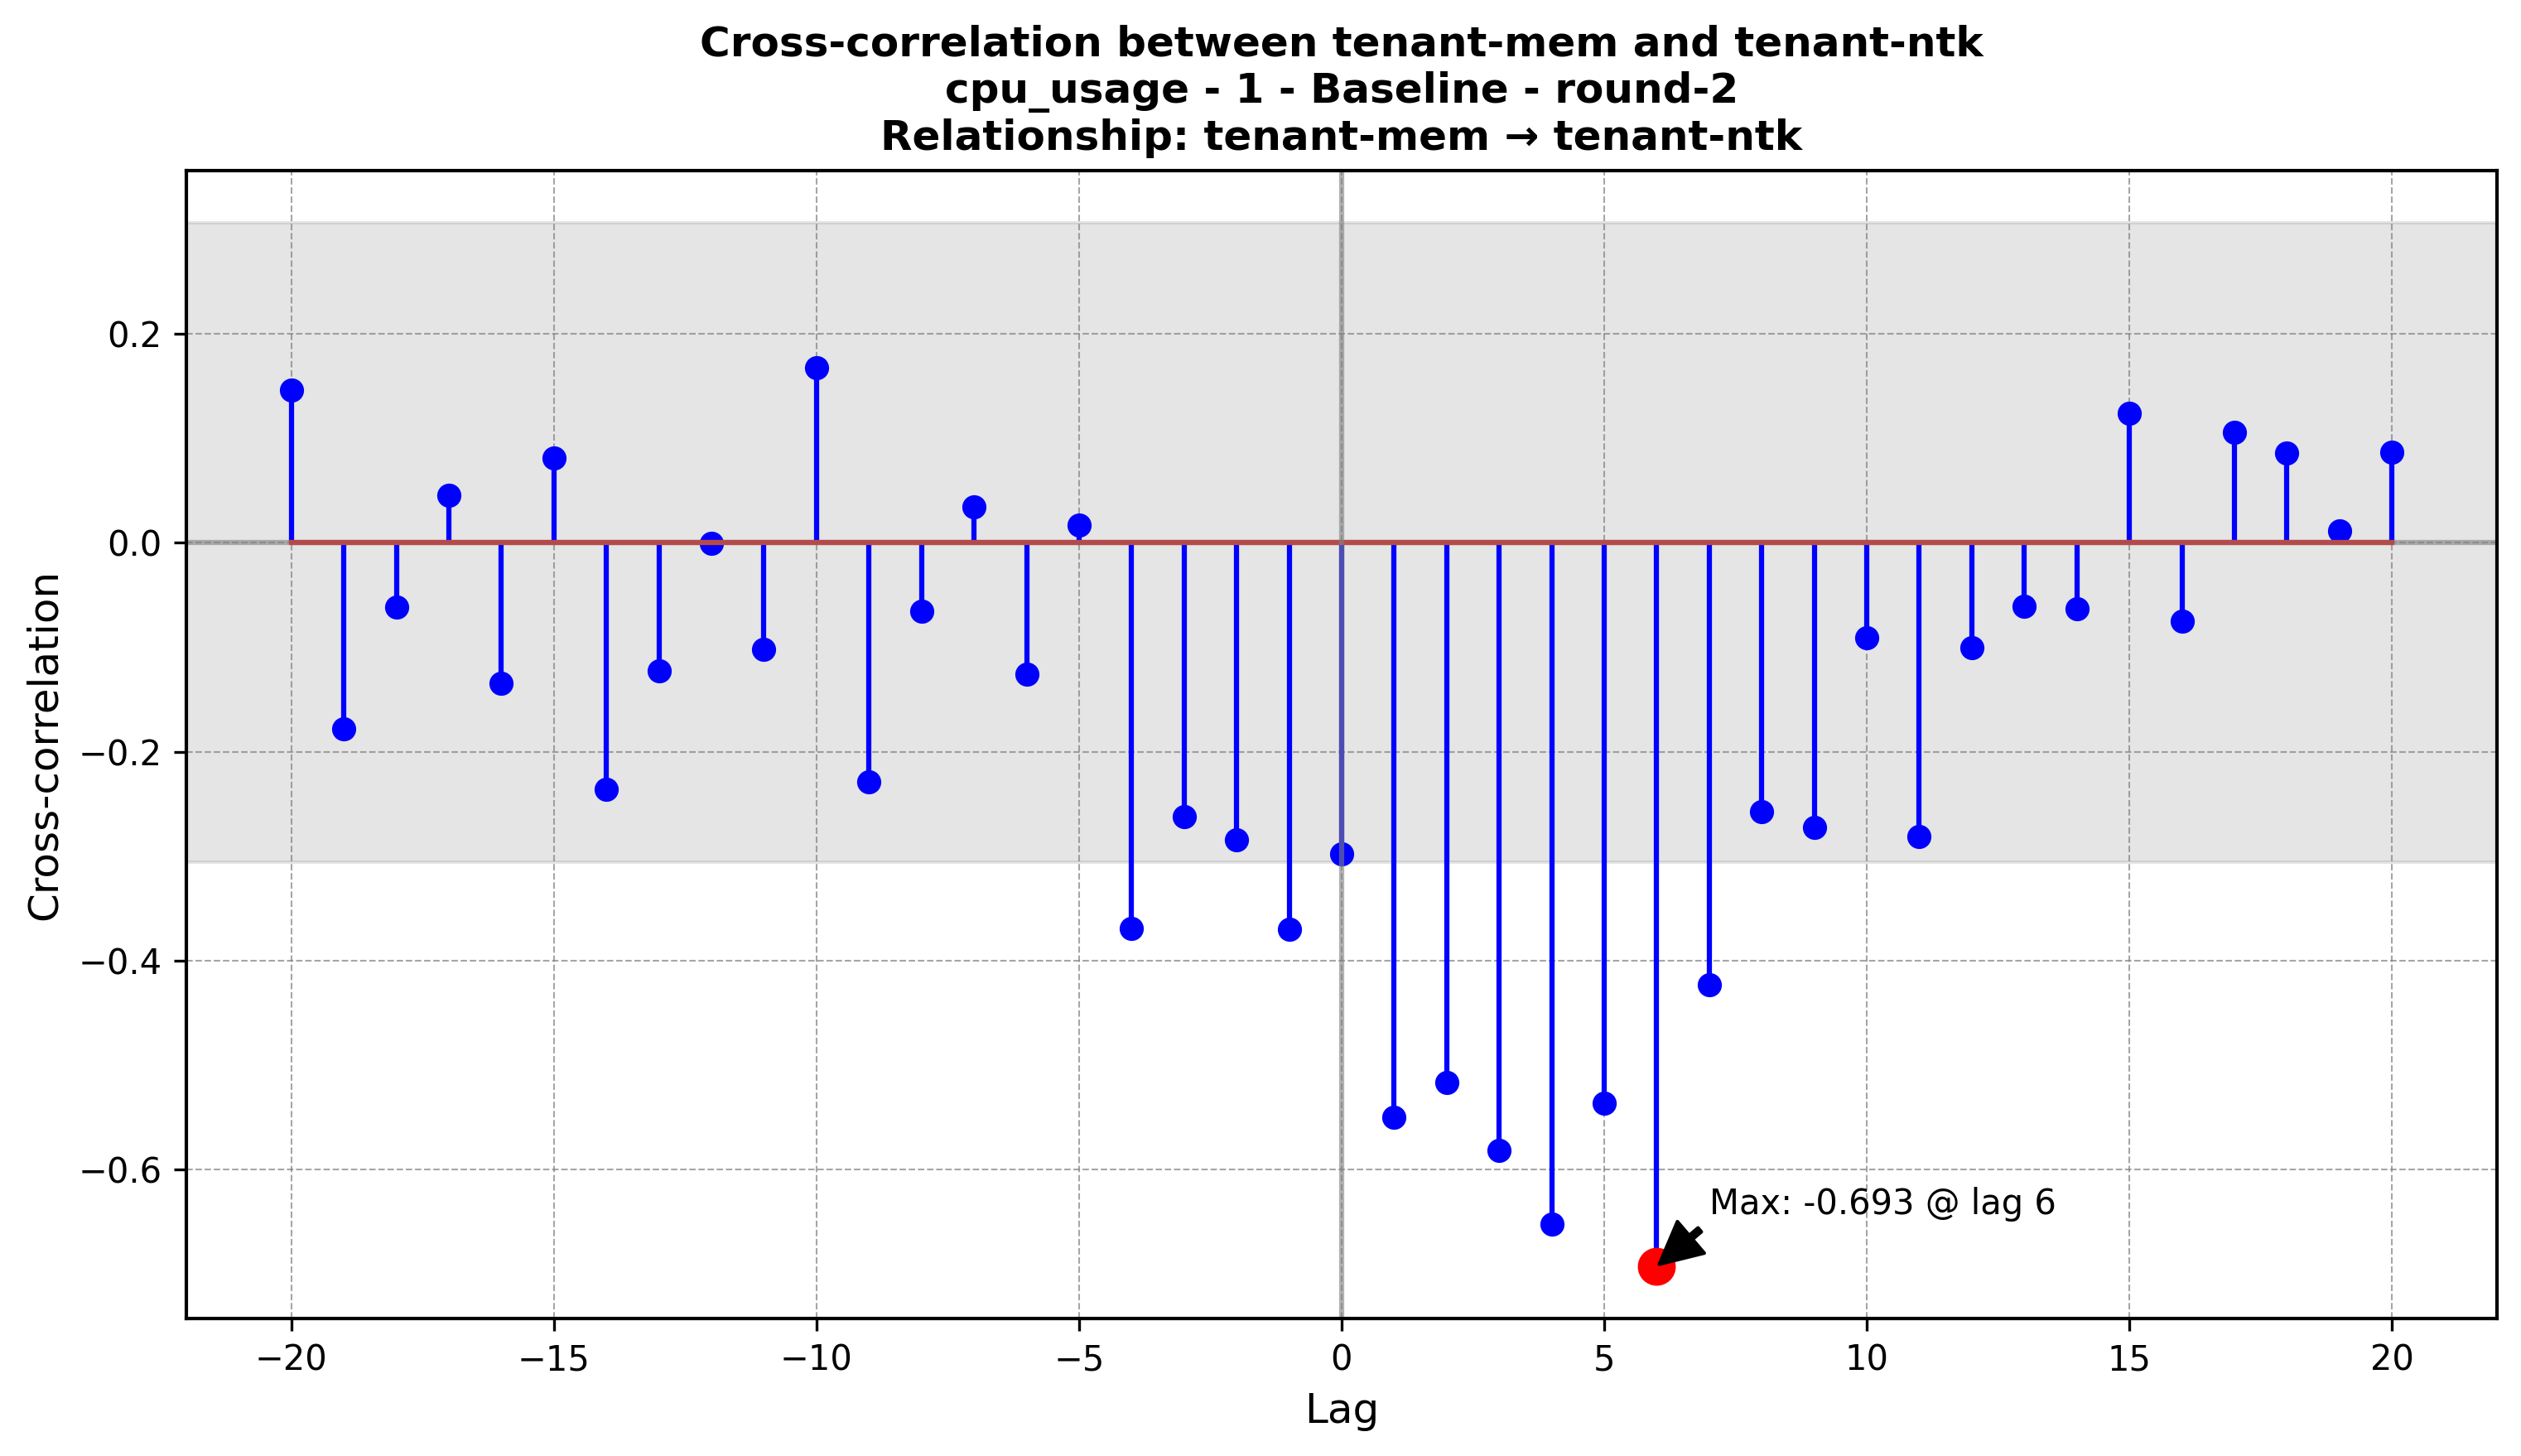 Cross-correlation between tenant-mem and tenant-ntk
cpu_usage - 1 - Baseline - round-2
Relationship: tenant-mem → tenant-ntk
Cross-correlation
0.2
0.0
−0.2
−0.4
−0.6
Max: -0.693 @ lag 6
−20
−15
−10
−5
0
5
10
15
20
Lag